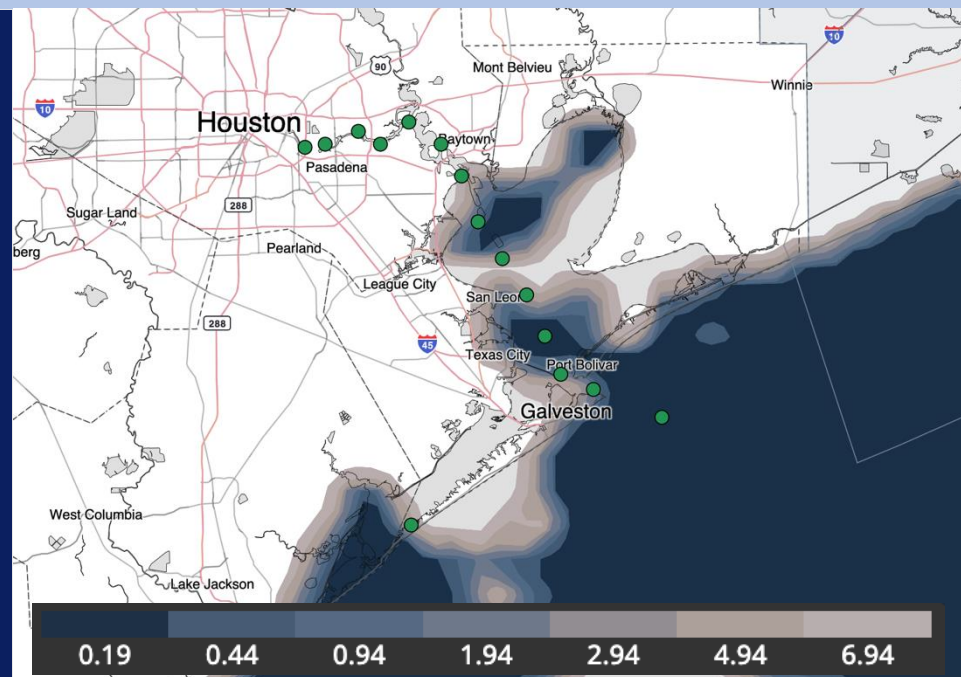 10
Mont Belvieu
90
10
Winnie
Houston
Baytown
Pasadena
288
Sugar Land
Pearland
berg
League City
San Leon
288
45
Texas City
Port Bolivar
Galveston
West Columbia
Lake Jackson
0.19 0.44 0.94 1.94 2.94 4.94 6.94